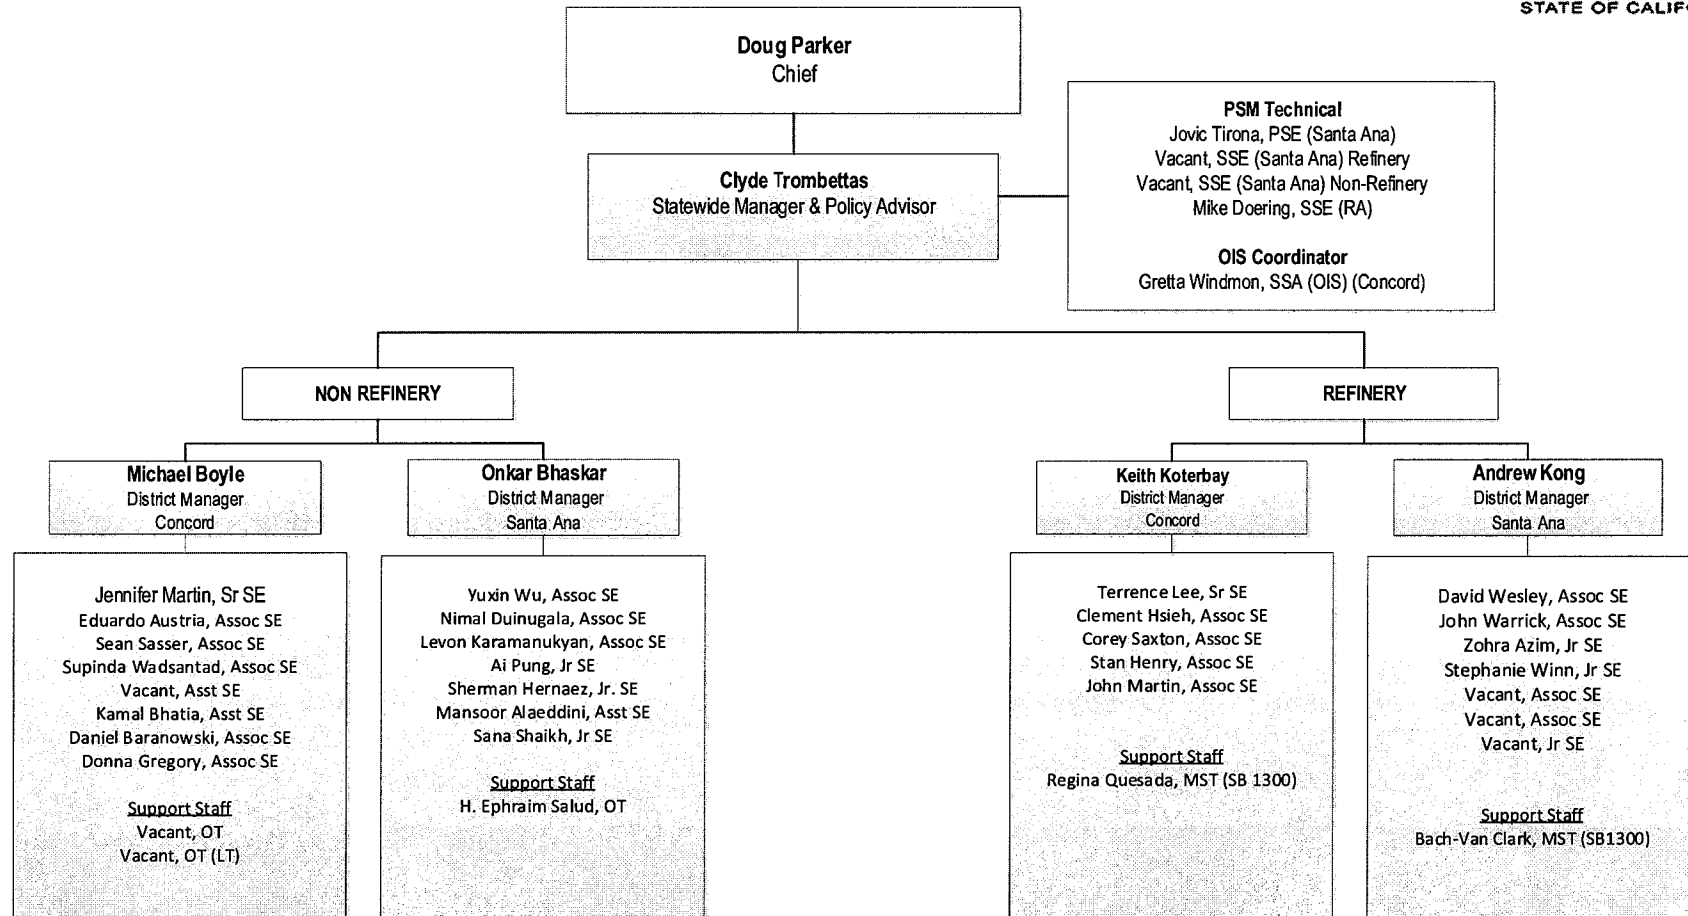 STATE OF
Doug Parker
Chief
PSM Technical
Jovic Tirona, PSE (Santa Ana)
Vacant, SSE (Santa Ana) Refinery
Vacant, SSE (Santa Ana) Non-Refinery
Mike Doering, SSE (RA)
OIS Coordinator
Gretta Windmon, SSA (OIS) (Concord)
Clyde Trombettas
Statewide Manager & Policy Advisor
NON REFINERY
REFINERY
Michael Boyle
District Manager
Concord
Jennifer Martin, Sr SE
Eduardo Austria, Assoc SE
Sean Sasser, Assoc SE
Supinda Wadsantad, Assoc SE
Vacant, Asst SE
Kamal Bhatia, Asst SE
Daniel Baranowski, Assoc SE
Donna Gregory, Assoc SE
Support Staff
Vacant, OT
Vacant, OT (LT)
Onkar Bhaskar
District Manager
Santa Ana
Yuxin Wu, Assoc SE
Nimal Duinugala, Assoc SE
Levon Karamanukyan, Assoc SE
Ai Pung, Jr SE
Sherman Hernaez, Jr. SE
Mansoor Alaeddini, Asst SE
Sana Shaikh, Jr SE
Support Staff
H. Ephraim Salud, OT
Keith Koterbay
District Manager
Concord
Terrence Lee, Sr SE
Clement Hsieh, Assoc SE
Corey Saxton, Assoc SE
Stan Henry, Assoc SE
John Martin, Assoc SE
Support Staff
Regina Quesada, MST (SB 1300)
Andrew Kong
District Manager
Santa Ana
David Wesley, Assoc SE
John Warrick, Assoc SE
Zohra Azim, Jr SE
Stephanie Winn, Jr SE
Vacant, Assoc SE
Vacant, Assoc SE
Vacant, Jr SE
Support Staff
Bach-Van Clark, MST (SB1300)